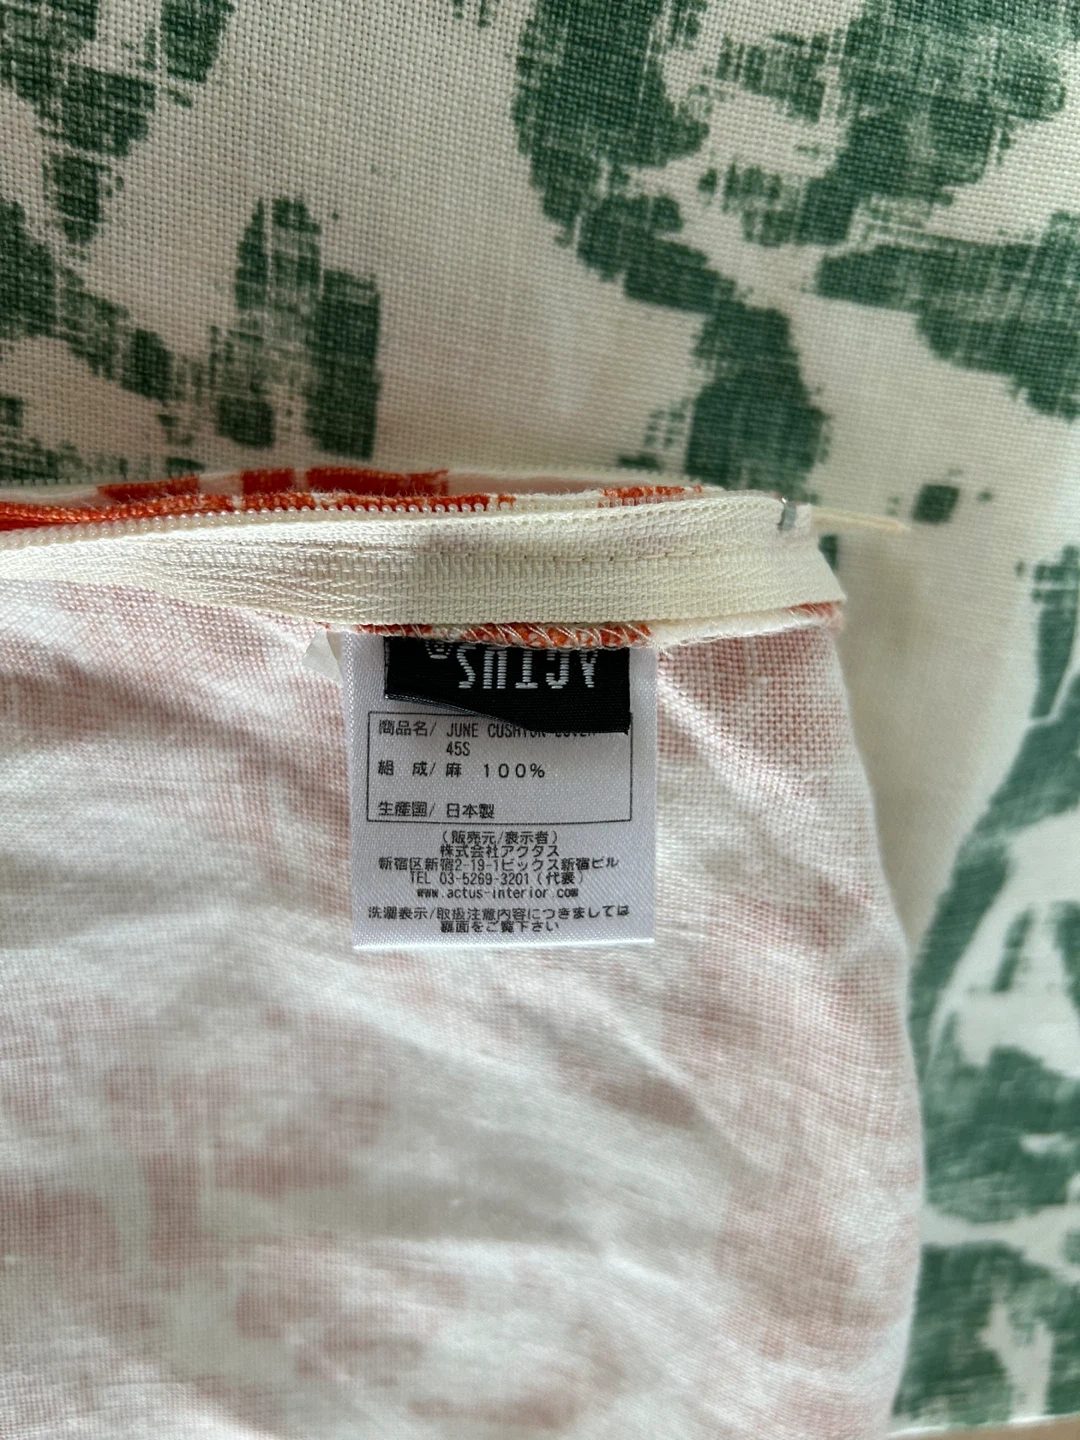 ACTUS®
商品名/ JUNE CUSHION COVER
45S
組 成/ 麻 100%
生産国/ 日本製
(販売元/表示者)
株式会社アクタス
新宿区新宿2-19-1ビックス新宿ビル
TEL 03-5269-3201(代表)
www.actus-interior.com
洗濯表示/取扱注意内容につきましては
裏面をご覧下さい